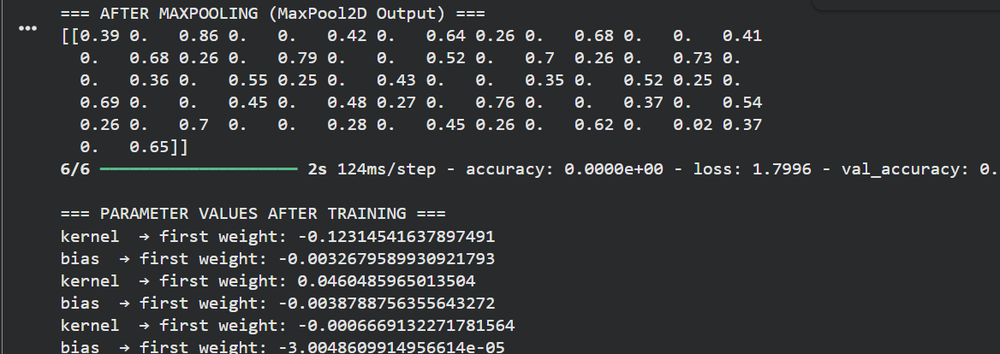 === AFTER MAXPOOLING (MaxPool2D Output) ===
[[0.39 0.   0.86 0.   0.   0.42 0.   0.64 0.26 0.   0.68 0.   0.   0.41
  0.   0.68 0.26 0.   0.79 0.   0.   0.52 0.   0.7  0.26 0.   0.73 0.
  0.   0.36 0.   0.55 0.25 0.   0.43 0.   0.   0.35 0.   0.52 0.25 0.
  0.69 0.   0.   0.45 0.   0.48 0.27 0.   0.76 0.   0.   0.37 0.   0.54
  0.26 0.   0.7  0.   0.   0.28 0.   0.45 0.26 0.   0.62 0.   0.02 0.37
  0.   0.65]]
6/6 ━━━━━━━━━━━━━━━━━━━━ 2s 124ms/step - accuracy: 0.0000e+00 - loss: 1.7996 - val_accuracy: 0.
=== PARAMETER VALUES AFTER TRAINING ===
kernel  → first weight: -0.12314541637897491
bias  → first weight: -0.0032679589930921793
kernel  → first weight: 0.0460485965013504
bias  → first weight: -0.0038788756355643272
kernel  → first weight: -0.0006669132271781564
bias  → first weight: -3.0048609914956614e-05